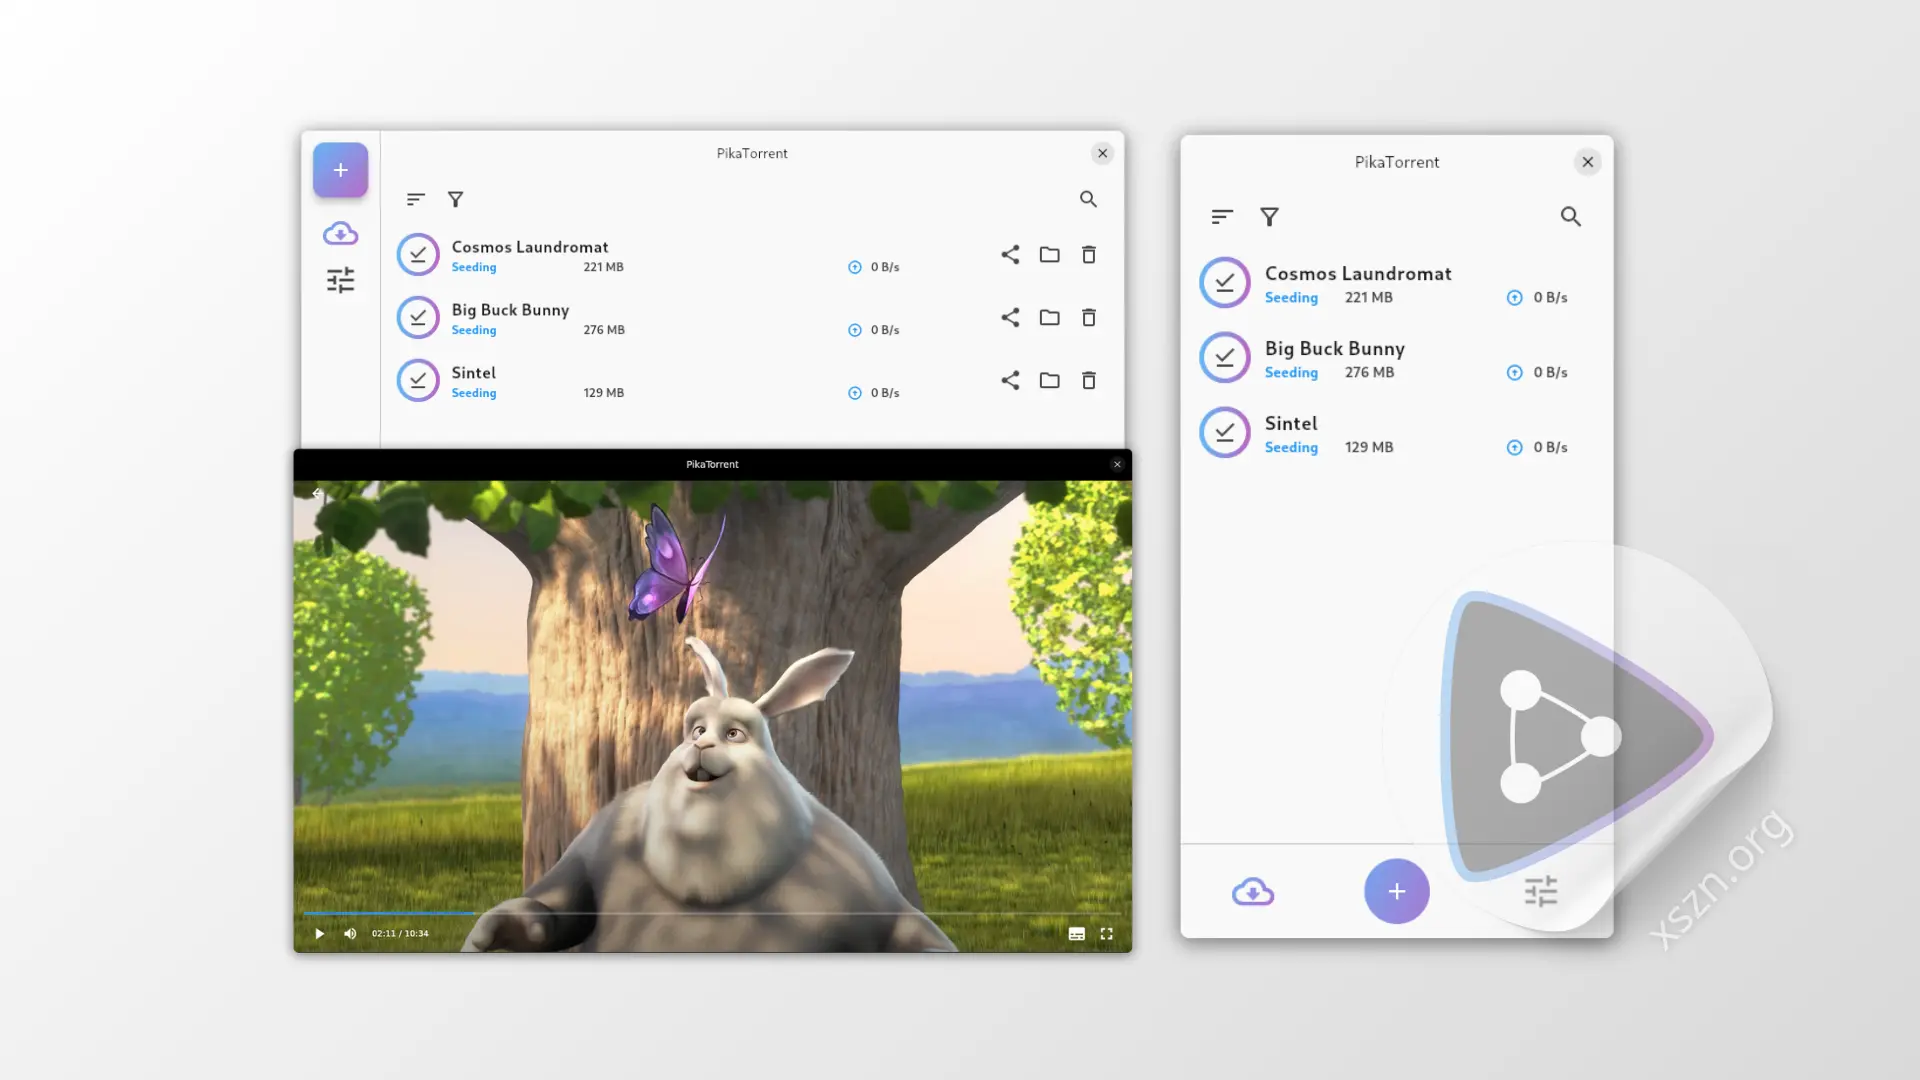 PikaTorrent
Cosmos Laundromat
Seeding 221 MB 0 B/s
Big Buck Bunny
Seeding 276 MB 0 B/s
Sintel
Seeding 129 MB 0 B/s
PikaTorrent
02:11 / 10:34
PikaTorrent
Cosmos Laundromat
Seeding 221 MB 0 B/s
Big Buck Bunny
Seeding 276 MB 0 B/s
Sintel
Seeding 129 MB 0 B/s
xszn.org